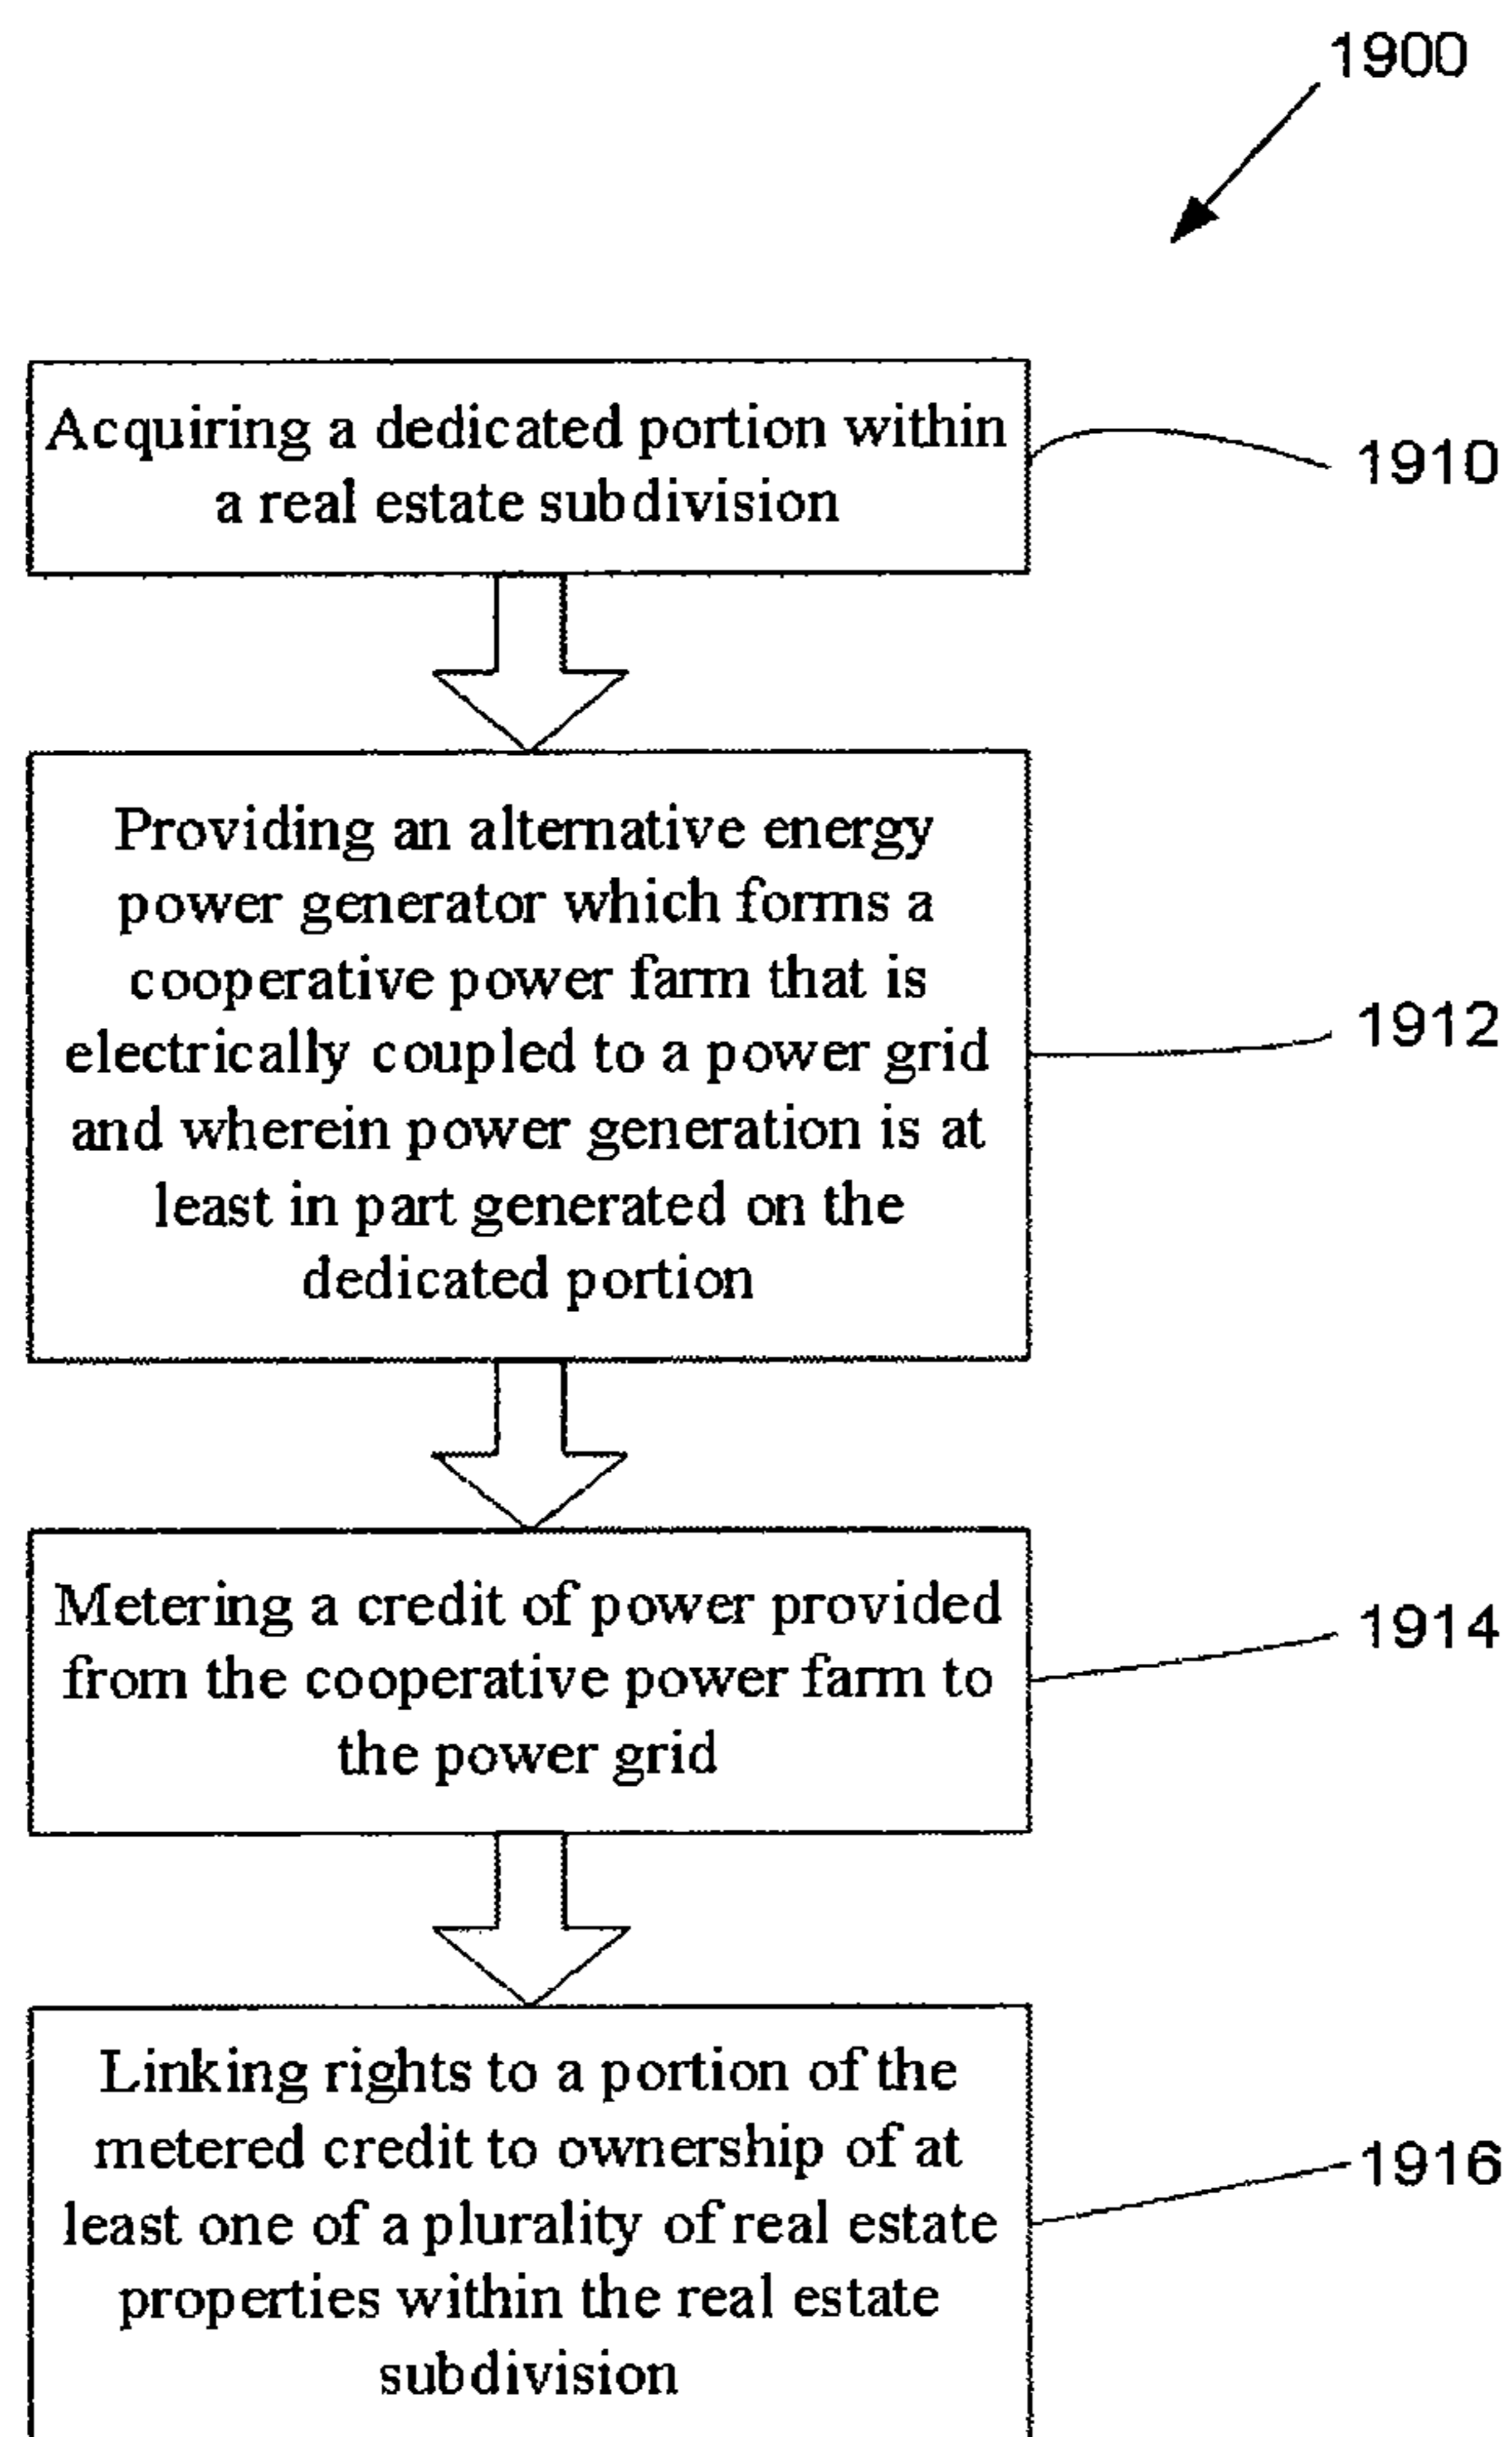 1900
Acquiring a dedicated portion within
a real estate subdivision
1910
Providing an alternative energy
power generator which forms a
cooperative power farm that is
electrically coupled to a power grid
and wherein power generation is at
least in part generated on the
dedicated portion
1912
Metering a credit of power provided
from the cooperative power farm to
the power grid
1914
Linking rights to a portion of the
metered credit to ownership of at
least one of a plurality of real estate
properties within the real estate
subdivision
1916